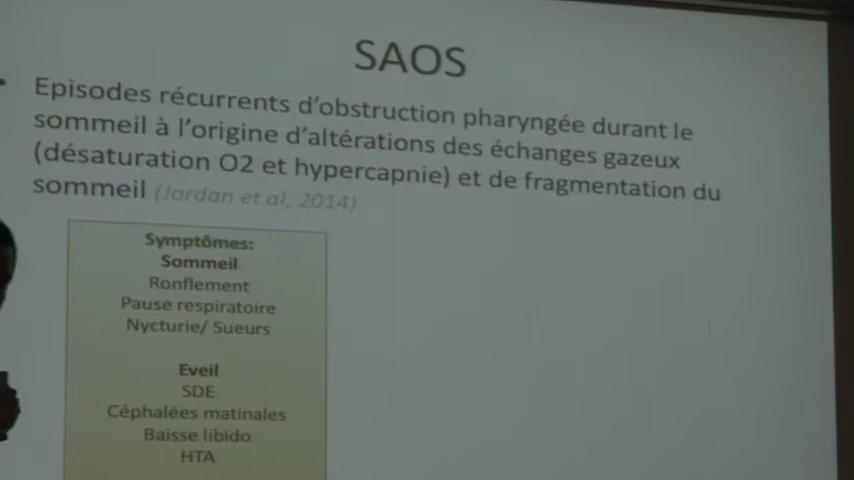 SAOS
• Episodes récurrents d'obstruction pharyngée durant le
sommeil à l'origine d'altérations des échanges gazeux
(désaturation O2 et hypercapnie) et de fragmentation du
sommeil (Jordan et al, 2014)
Symptômes:
Sommeil
Ronflement
Pause respiratoire
Nycturie/ Sueurs
Eveil
SDE
Céphalées matinales
Baisse libido
HTA